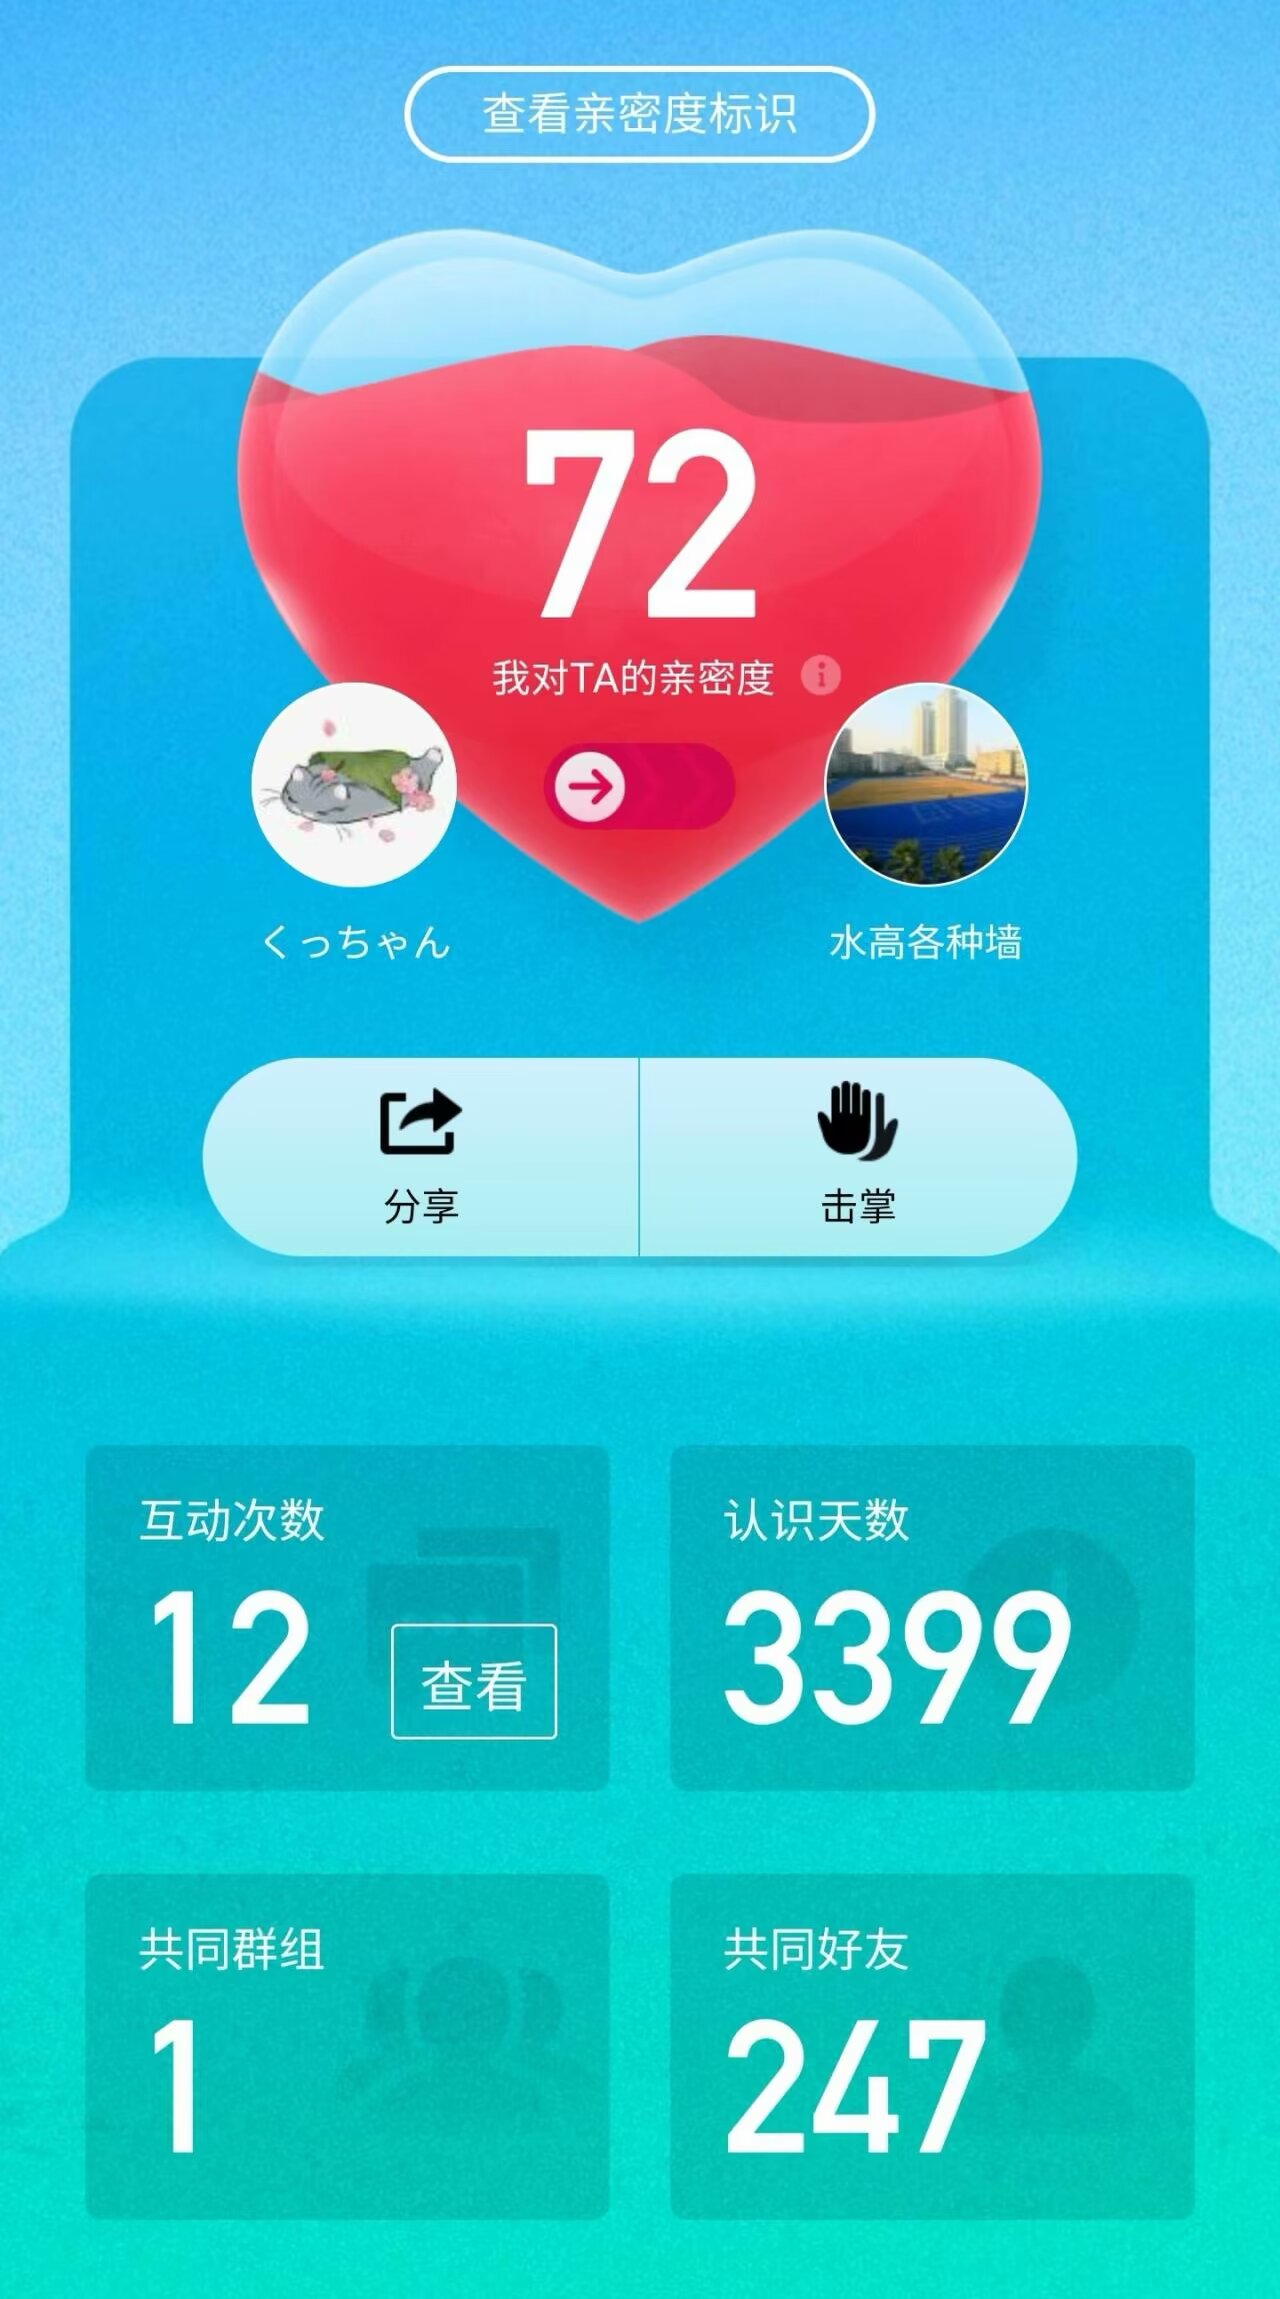 查看亲密度标识
72
我对TA的亲密度
くっちゃん
水高各种墙
分享
击掌
互动次数
认识天数
12
查看
3399
共同群组
共同好友
1
247